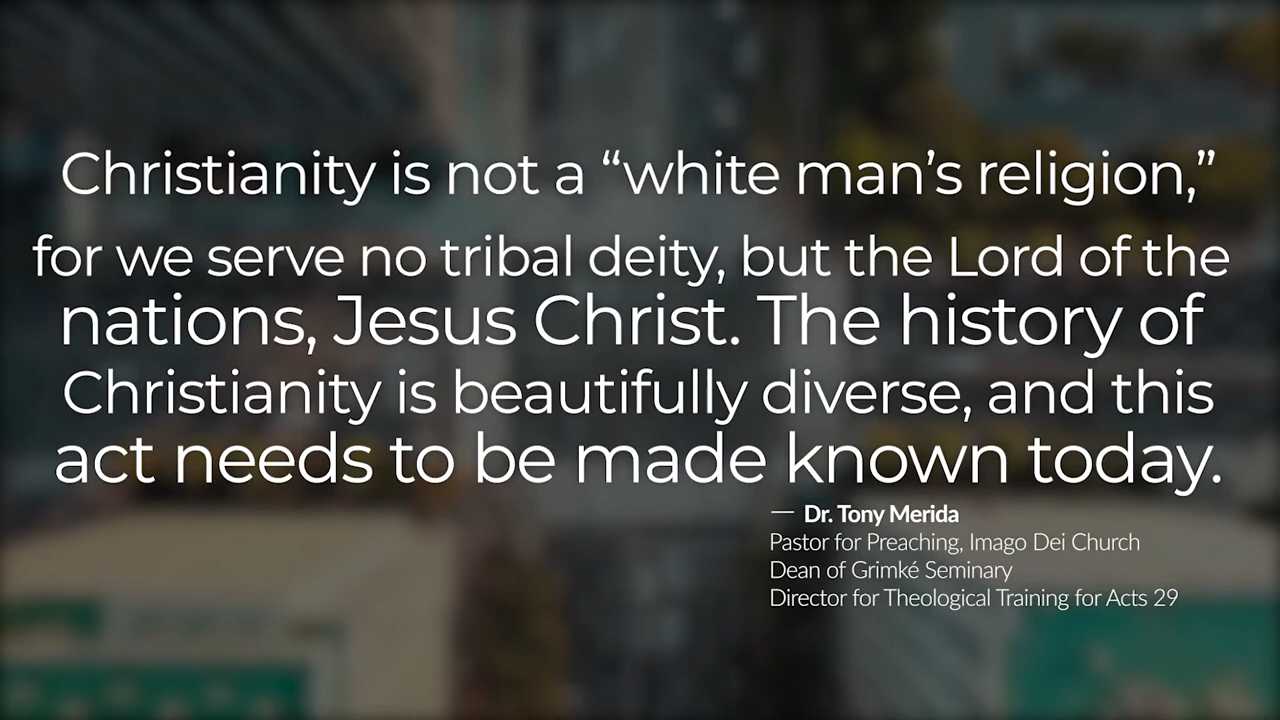 Christianity is not a “white man’s religion,”
for we serve no tribal deity, but the Lord of the
nations, Jesus Christ. The history of
Christianity is beautifully diverse, and this
act needs to be made known today.
— Dr. Tony Merida
Pastor for Preaching, Imago Dei Church
Dean of Grimké Seminary
Director for Theological Training for Acts 29